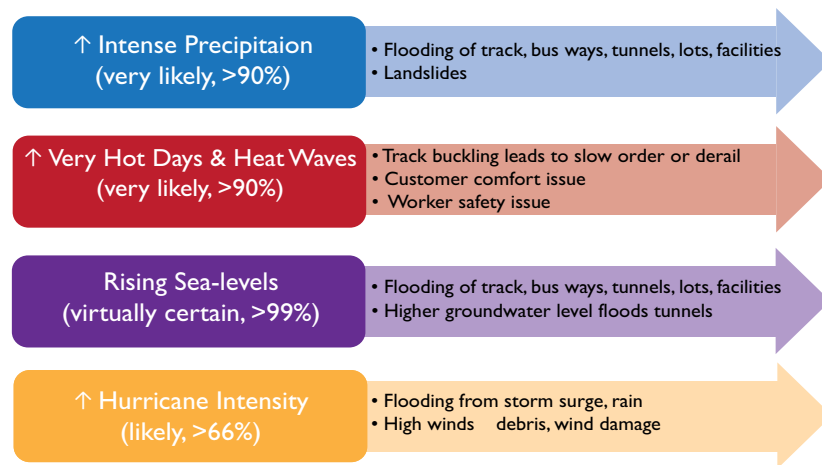 ↑ Intense Precipitaion
(very likely, >90%)
• Flooding of track, bus ways, tunnels, lots, facilities
• Landslides
↑ Very Hot Days & Heat Waves
(very likely, >90%)
• Track buckling leads to slow order or derail
• Customer comfort issue
• Worker safety issue
Rising Sea-levels
(virtually certain, >99%)
• Flooding of track, bus ways, tunnels, lots, facilities
• Higher groundwater level floods tunnels
↑ Hurricane Intensity
(likely, >66%)
• Flooding from storm surge, rain
• High winds debris, wind damage